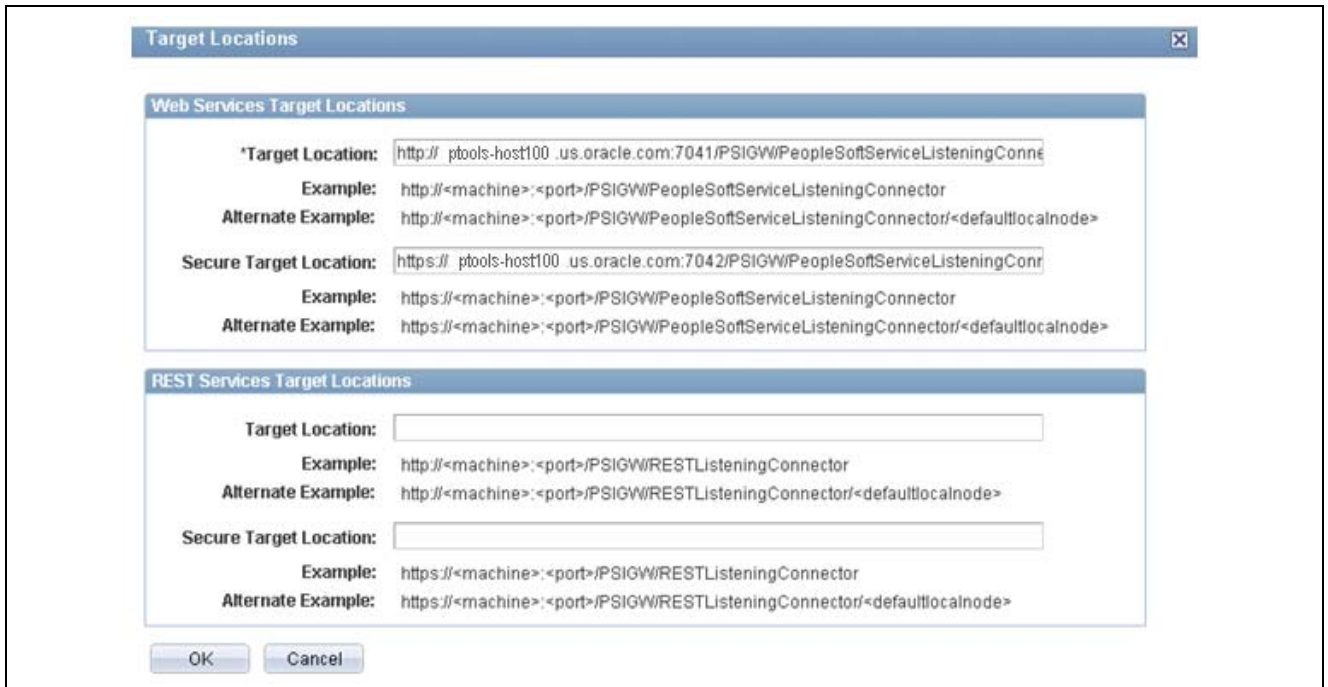 Target Locations
Web Services Target Locations
*Target Location: http:// ptools-host100 .us.oracle.com:7041/PSIGW/PeopleSoftServiceListeningConne
Example: http://<machine>:<port>/PSIGW/PeopleSoftServiceListeningConnector
Alternate Example: http://<machine>:<port>/PSIGW/PeopleSoftServiceListeningConnector/<defaultlocalnode>
Secure Target Location: https:// ptools-host100 .us.oracle.com:7042/PSIGW/PeopleSoftServiceListeningConr
Example: https://<machine>:<port>/PSIGW/PeopleSoftServiceListeningConnector
Alternate Example: https://<machine>:<port>/PSIGW/PeopleSoftServiceListeningConnector/<defaultlocalnode>
REST Services Target Locations
Target Location:
Example: http://<machine>:<port>/PSIGW/RESTListeningConnector
Alternate Example: http://<machine>:<port>/PSIGW/RESTListeningConnector/<defaultlocalnode>
Secure Target Location:
Example: https://<machine>:<port>/PSIGW/RESTListeningConnector
Alternate Example: https://<machine>:<port>/PSIGW/RESTListeningConnector/<defaultlocalnode>
OK Cancel